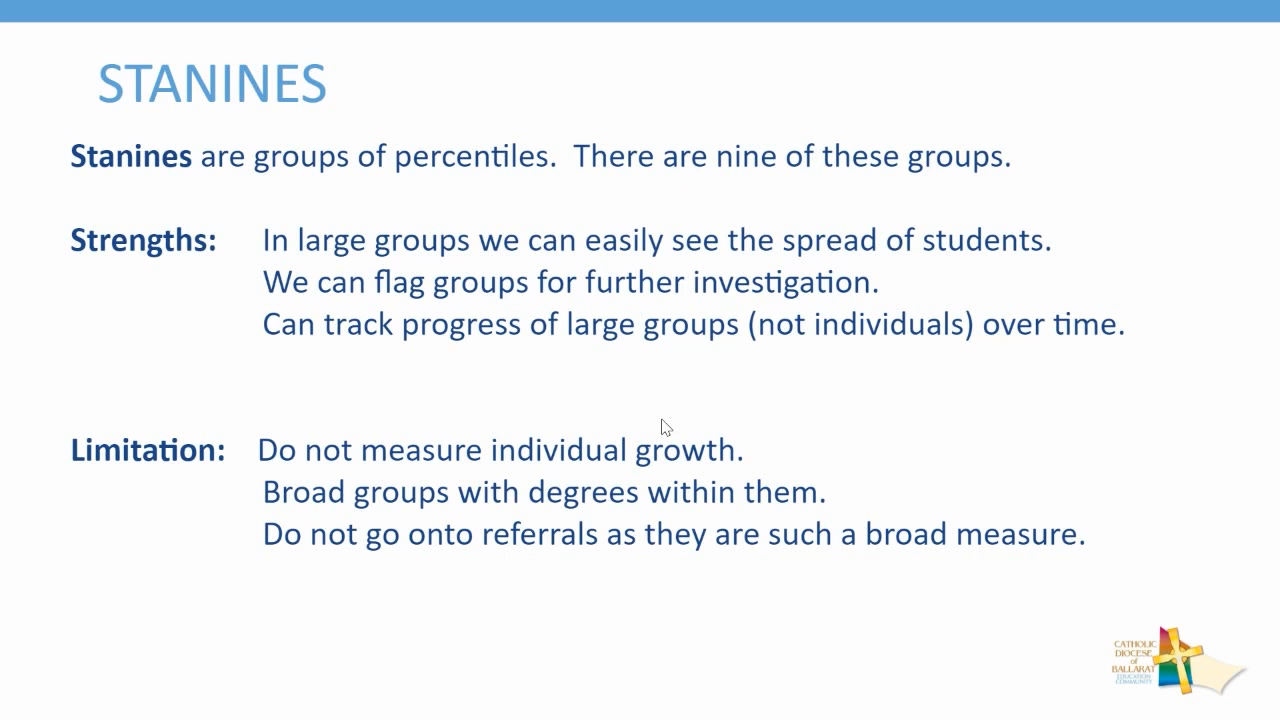 STANINES
Stanines are groups of percentiles.  There are nine of these groups.
Strengths: In large groups we can easily see the spread of students.
We can flag groups for further investigation.
Can track progress of large groups (not individuals) over time.
Limitation: Do not measure individual growth.
Broad groups with degrees within them.
Do not go onto referrals as they are such a broad measure.
CATHOLIC
DIOCESE
of
BALLARAT
EDUCATION
COMMUNITY